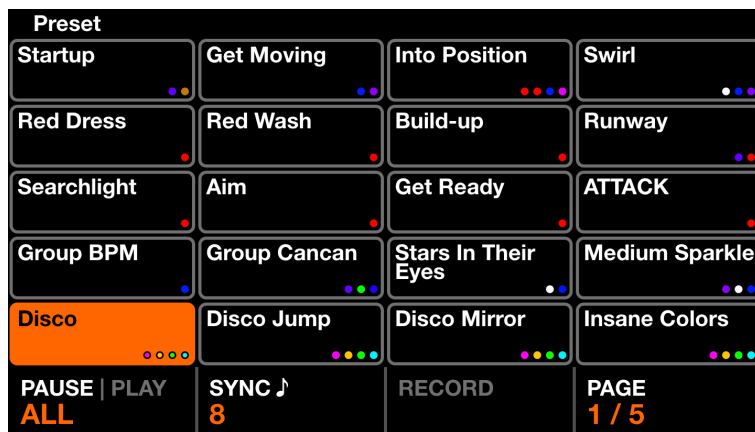 Preset
Startup
Get Moving
Into Position
Swirl
Red Dress
Red Wash
Build-up
Runway
Searchlight
Aim
Get Ready
ATTACK
Group BPM
Group Cancan
Stars In Their
Eyes
Medium Sparkle
Disco
Disco Jump
Disco Mirror
Insane Colors
PAUSE | PLAY
ALL
SYNC ♪
8
RECORD
PAGE
1 / 5